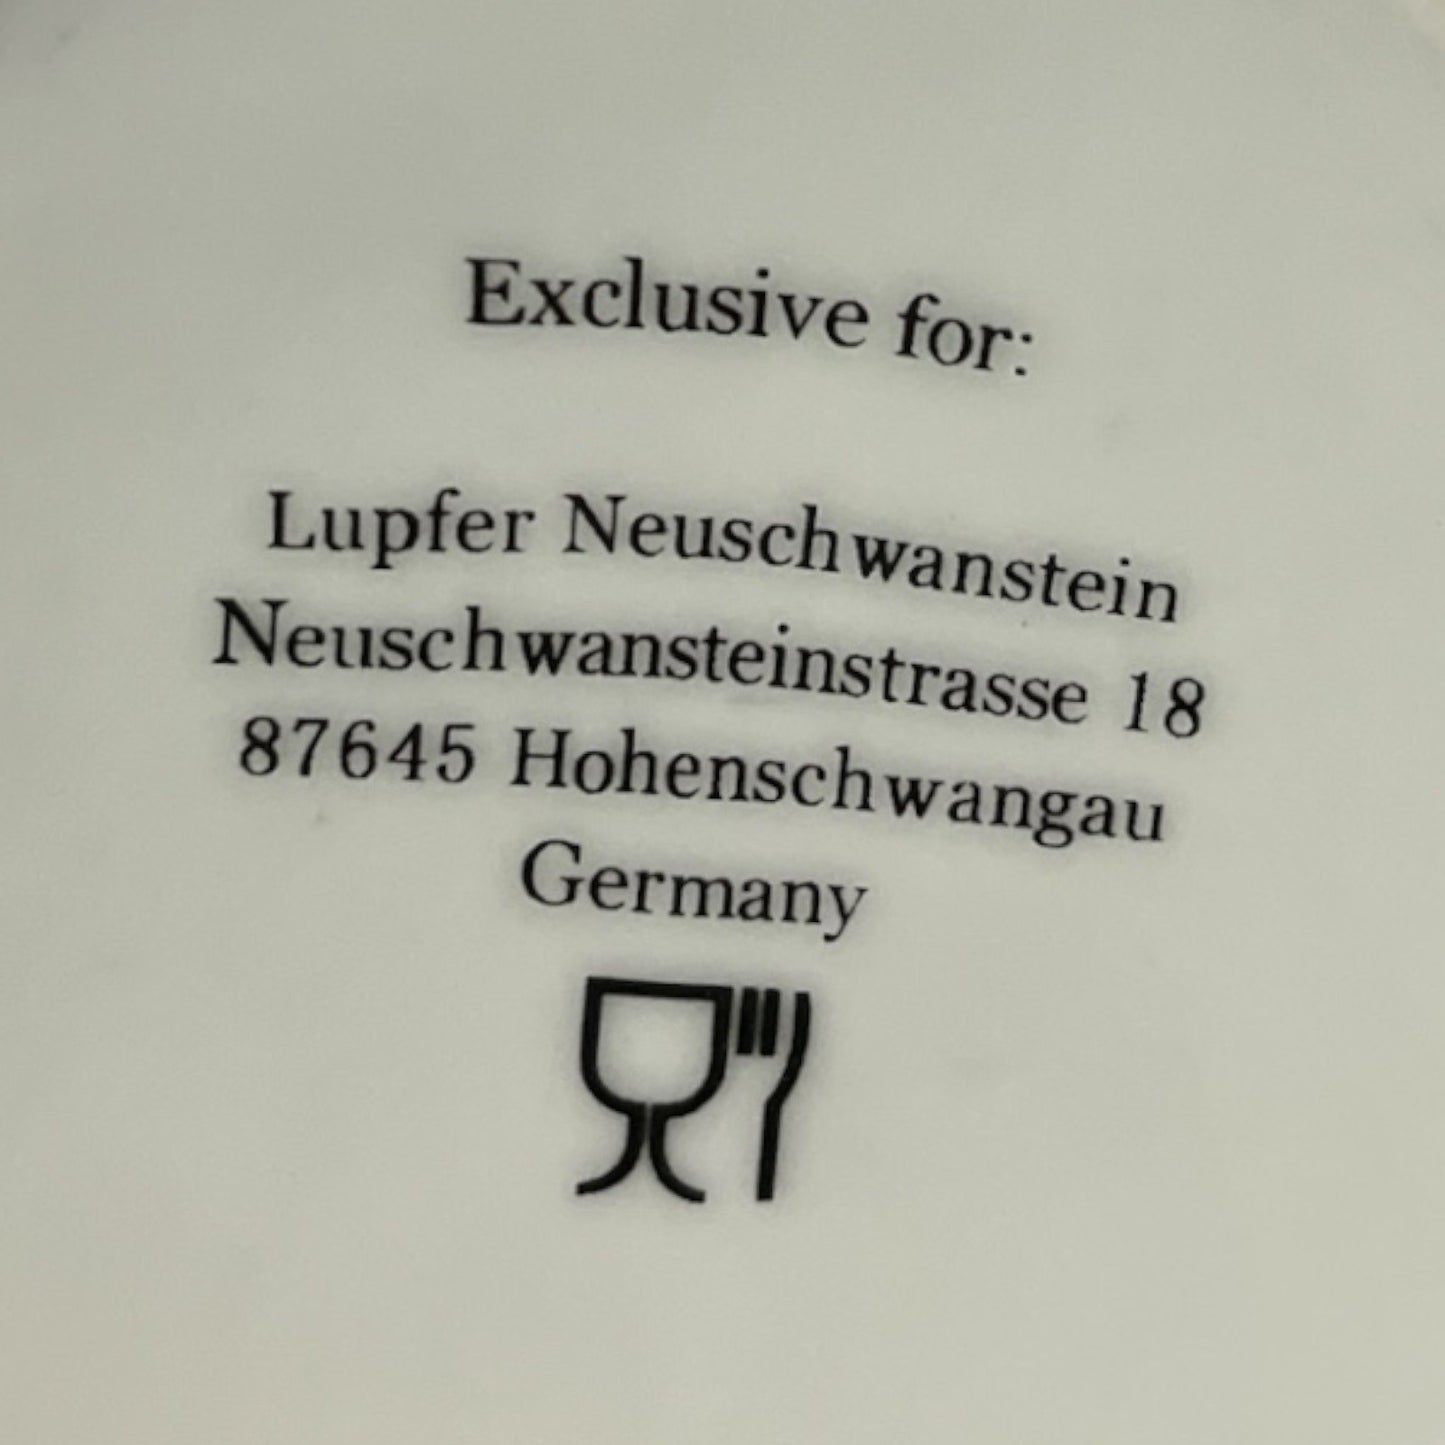 Exclusive for:
Lupfer Neuschwanstein
Neuschwansteinstrasse 18
87645 Hohenschwangau
Germany